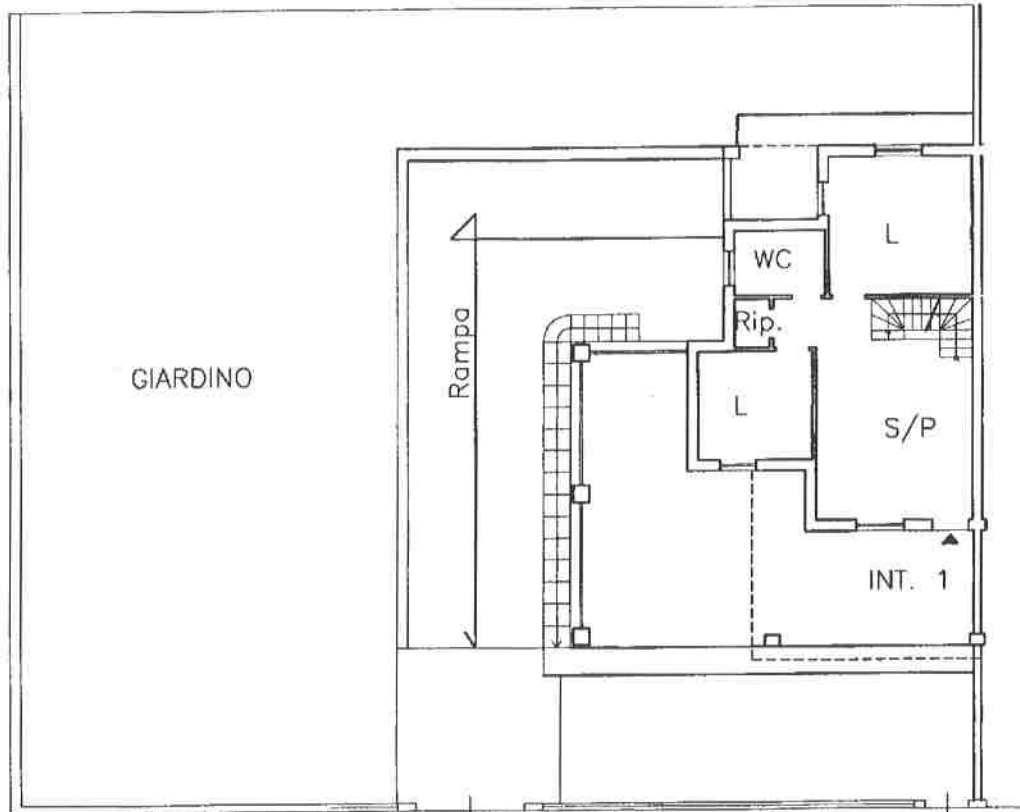 L
WC
Rip.
Rampa
GIARDINO
L
S/P
INT. 1